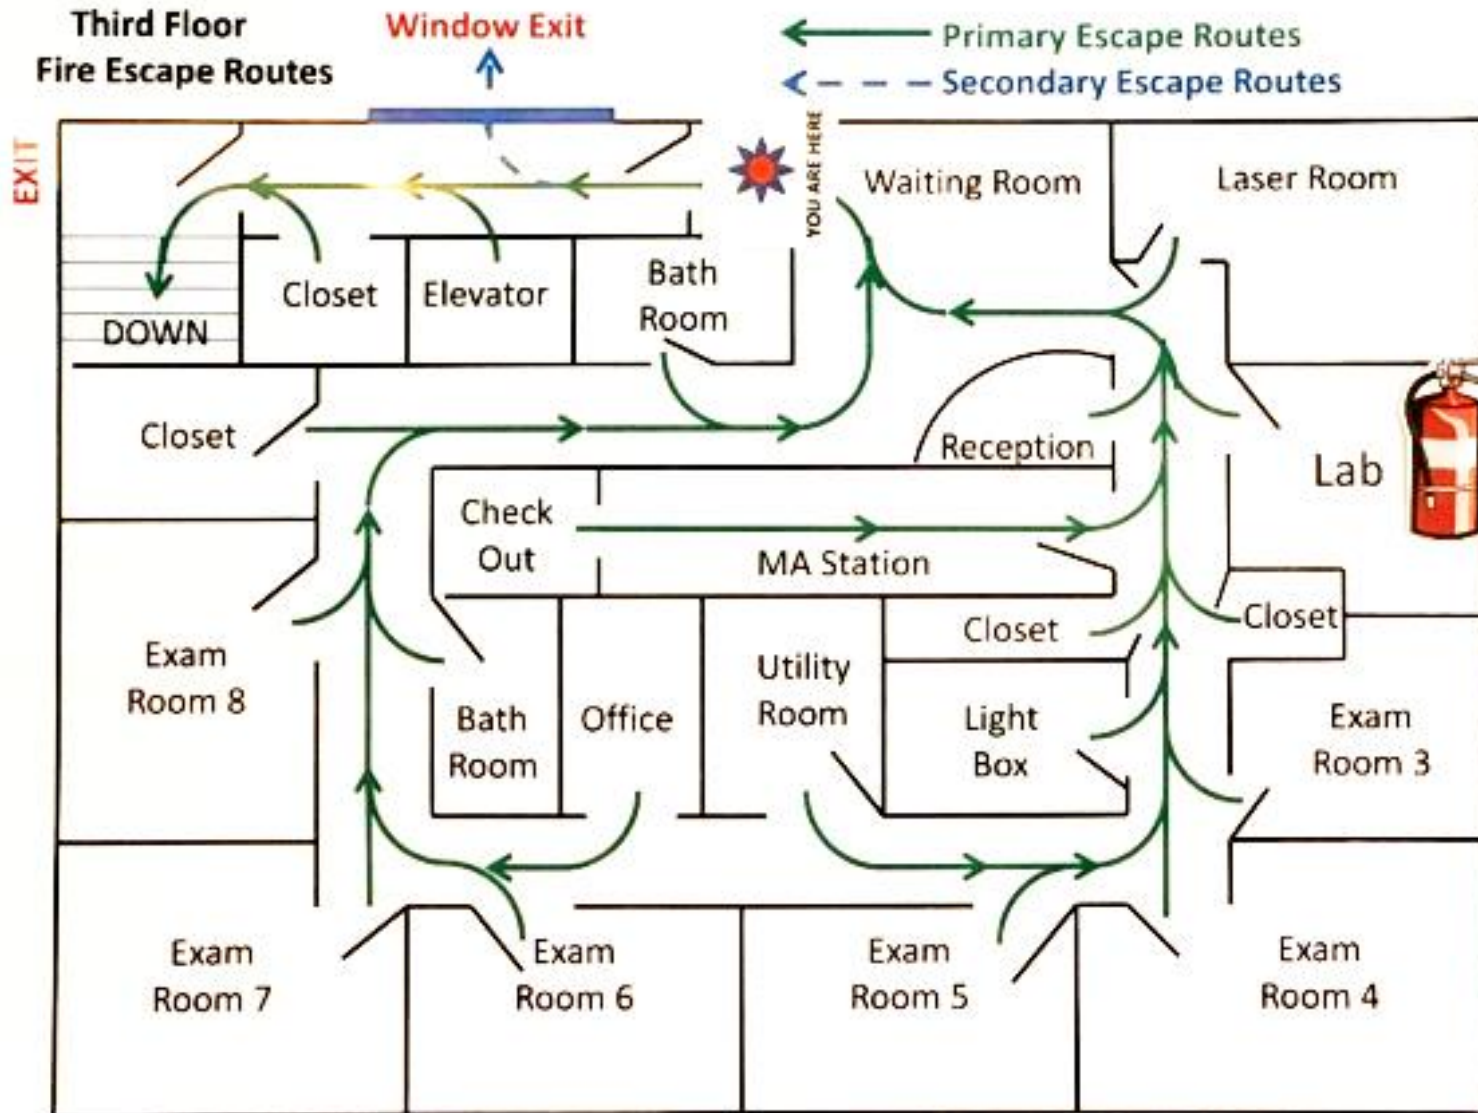 Third Floor
Fire Escape Routes
Window Exit
Primary Escape Routes
Secondary Escape Routes
EXIT
YOU ARE HERE
Waiting Room
Laser Room
DOWN
Closet
Elevator
Bath
Room
Closet
Reception
Lab
Check
Out
MA Station
Closet
Closet
Exam
Room 8
Bath
Room
Office
Utility
Room
Light
Box
Exam
Room 3
Exam
Room 7
Exam
Room 6
Exam
Room 5
Exam
Room 4